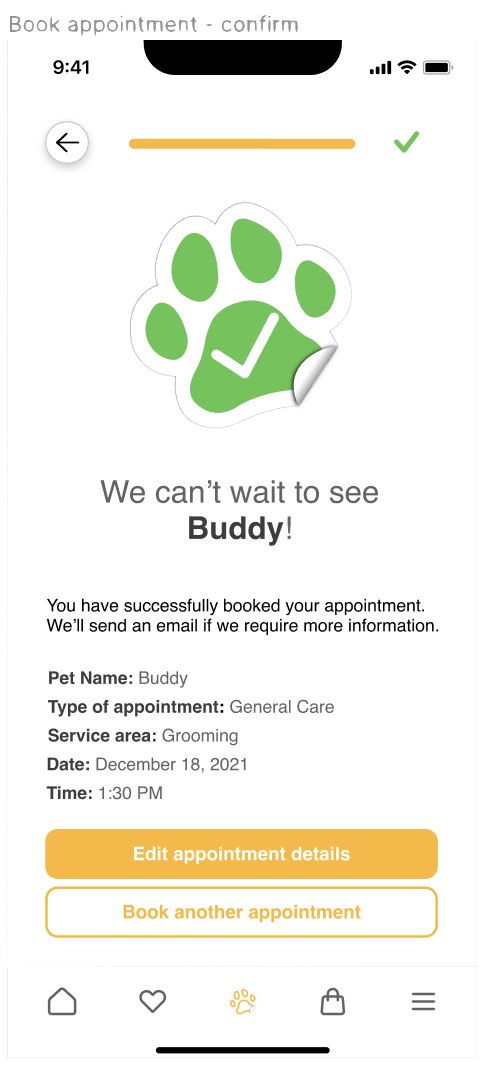 Book appointment - confirm
9:41
We can’t wait to see
Buddy!
You have successfully booked your appointment.
We’ll send an email if we require more information.
Pet Name: Buddy
Type of appointment: General Care
Service area: Grooming
Date: December 18, 2021
Time: 1:30 PM
Edit appointment details
Book another appointment